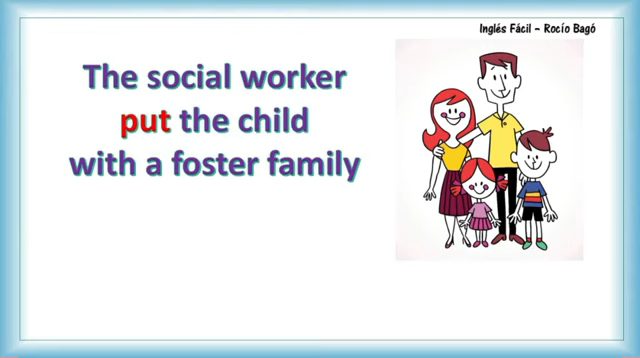 Inglés Fácil – Rocío Bagó
The social worker
put the child
with a foster family